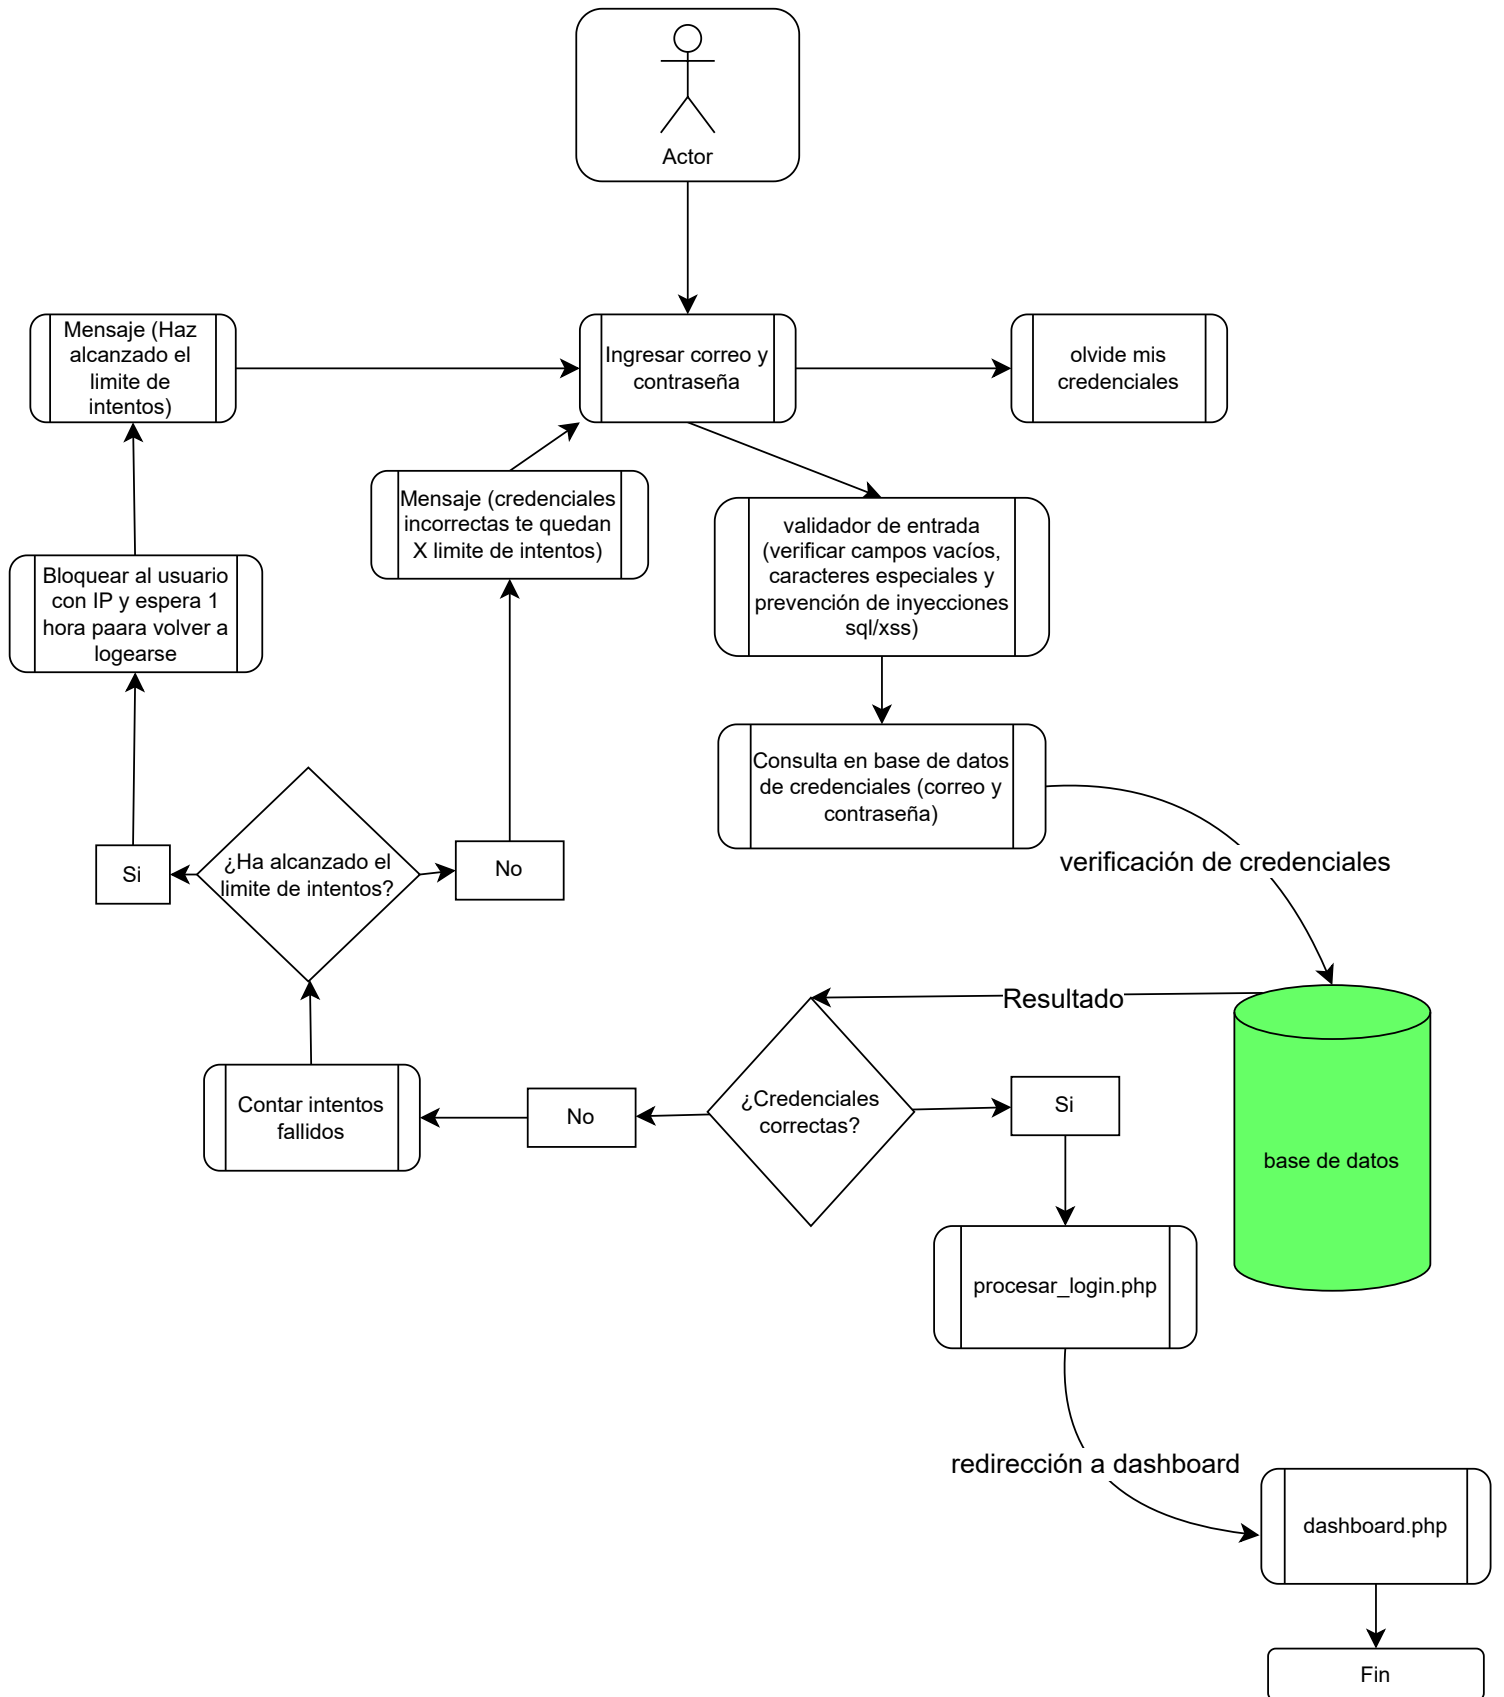 Actor
Mensaje (Haz
alcanzado el
limite de
intentos)
Ingresar correo y
contraseña
olvide mis
credenciales
Mensaje (credenciales
incorrectas te quedan
X limite de intentos)
validador de entrada
(verificar campos vacíos,
caracteres especiales y
prevención de inyecciones
sql/xss)
Bloquear al usuario
con IP y espera 1
hora paara volver a
logearse
Consulta en base de datos
de credenciales (correo y
contraseña)
verificación de credenciales
Si
¿Ha alcanzado el
limite de intentos?
No
Resultado
Contar intentos
fallidos
No
¿Credenciales
correctas?
Si
base de datos
procesar_login.php
redirección a dashboard
dashboard.php
Fin